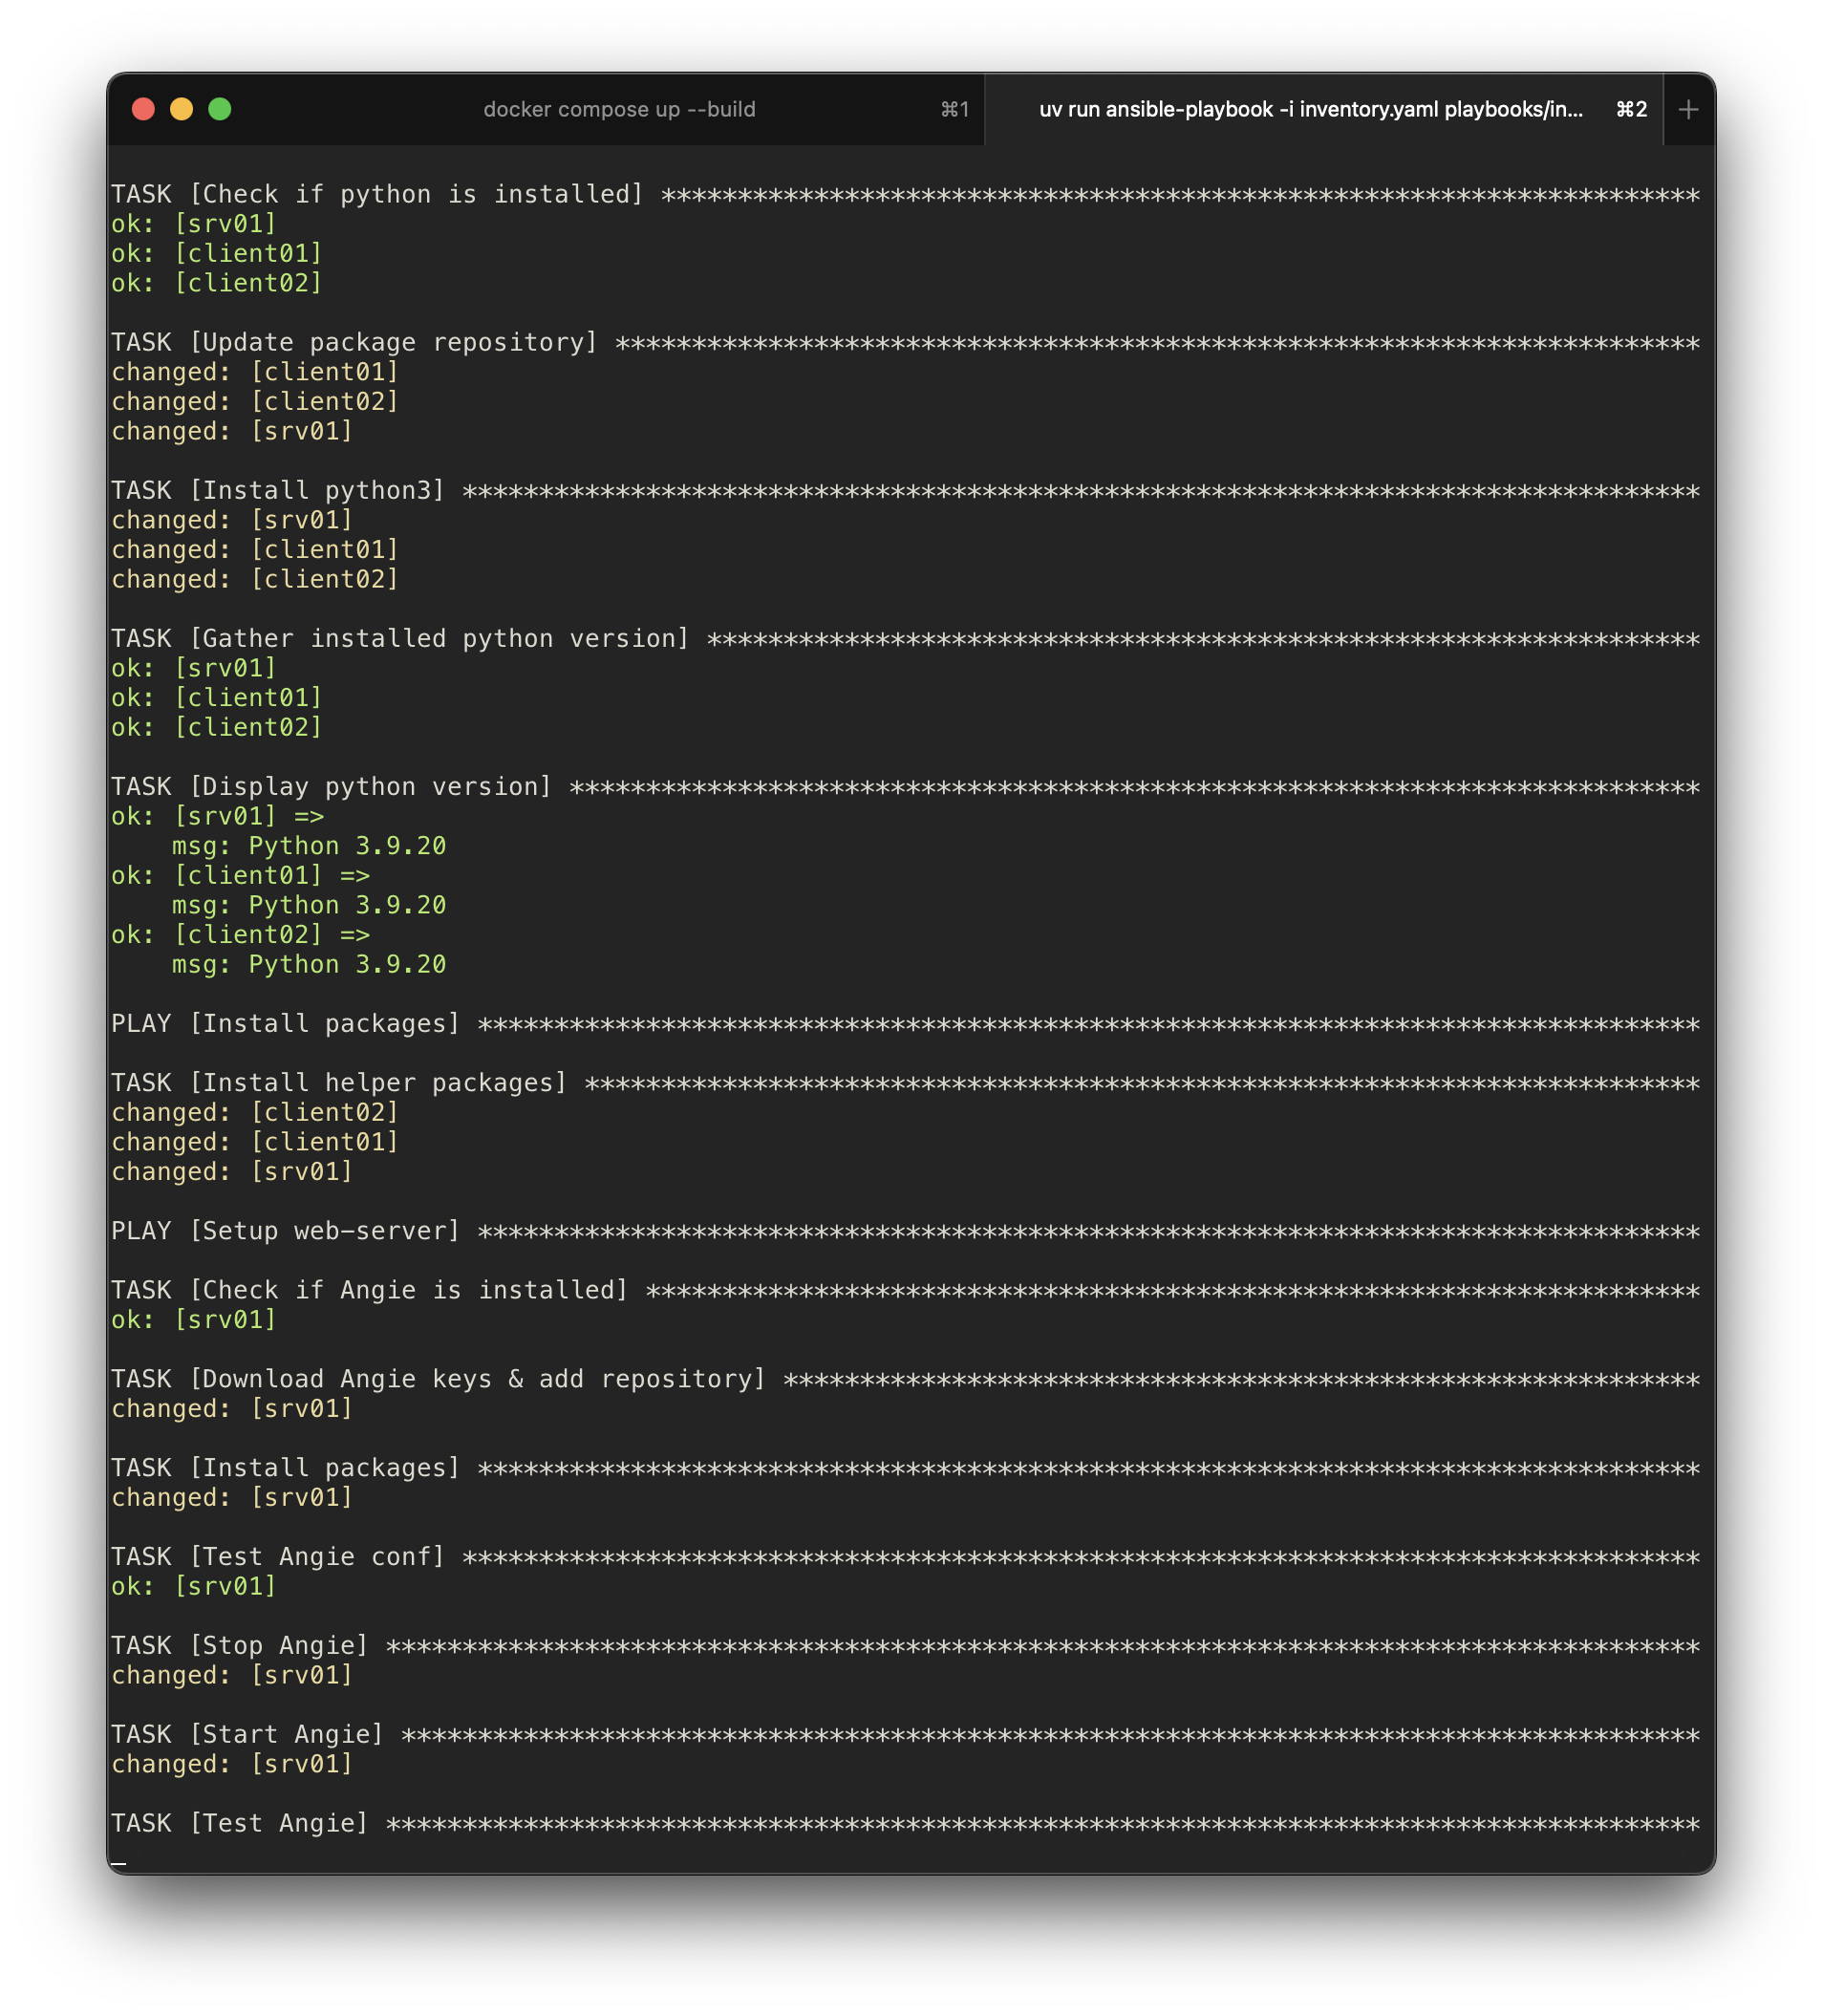 docker compose up --build ⌘1 uv run ansible-playbook -i inventory.yaml playbooks/in... ⌘2 +
TASK [Check if python is installed] ********************************************************************
ok: [srv01]
ok: [client01]
ok: [client02]
TASK [Update package repository] ***********************************************************************
changed: [client01]
changed: [client02]
changed: [srv01]
TASK [Install python3] *********************************************************************************
changed: [srv01]
changed: [client01]
changed: [client02]
TASK [Gather installed python version] *****************************************************************
ok: [srv01]
ok: [client01]
ok: [client02]
TASK [Display python version] **************************************************************************
ok: [srv01] =>
    msg: Python 3.9.20
ok: [client01] =>
    msg: Python 3.9.20
ok: [client02] =>
    msg: Python 3.9.20
PLAY [Install packages] ********************************************************************************
TASK [Install helper packages] *************************************************************************
changed: [client02]
changed: [client01]
changed: [srv01]
PLAY [Setup web-server] ********************************************************************************
TASK [Check if Angie is installed] *********************************************************************
ok: [srv01]
TASK [Download Angie keys & add repository] ************************************************************
changed: [srv01]
TASK [Install packages] ********************************************************************************
changed: [srv01]
TASK [Test Angie conf] *********************************************************************************
ok: [srv01]
TASK [Stop Angie] **************************************************************************************
changed: [srv01]
TASK [Start Angie] *************************************************************************************
changed: [srv01]
TASK [Test Angie] **************************************************************************************
_